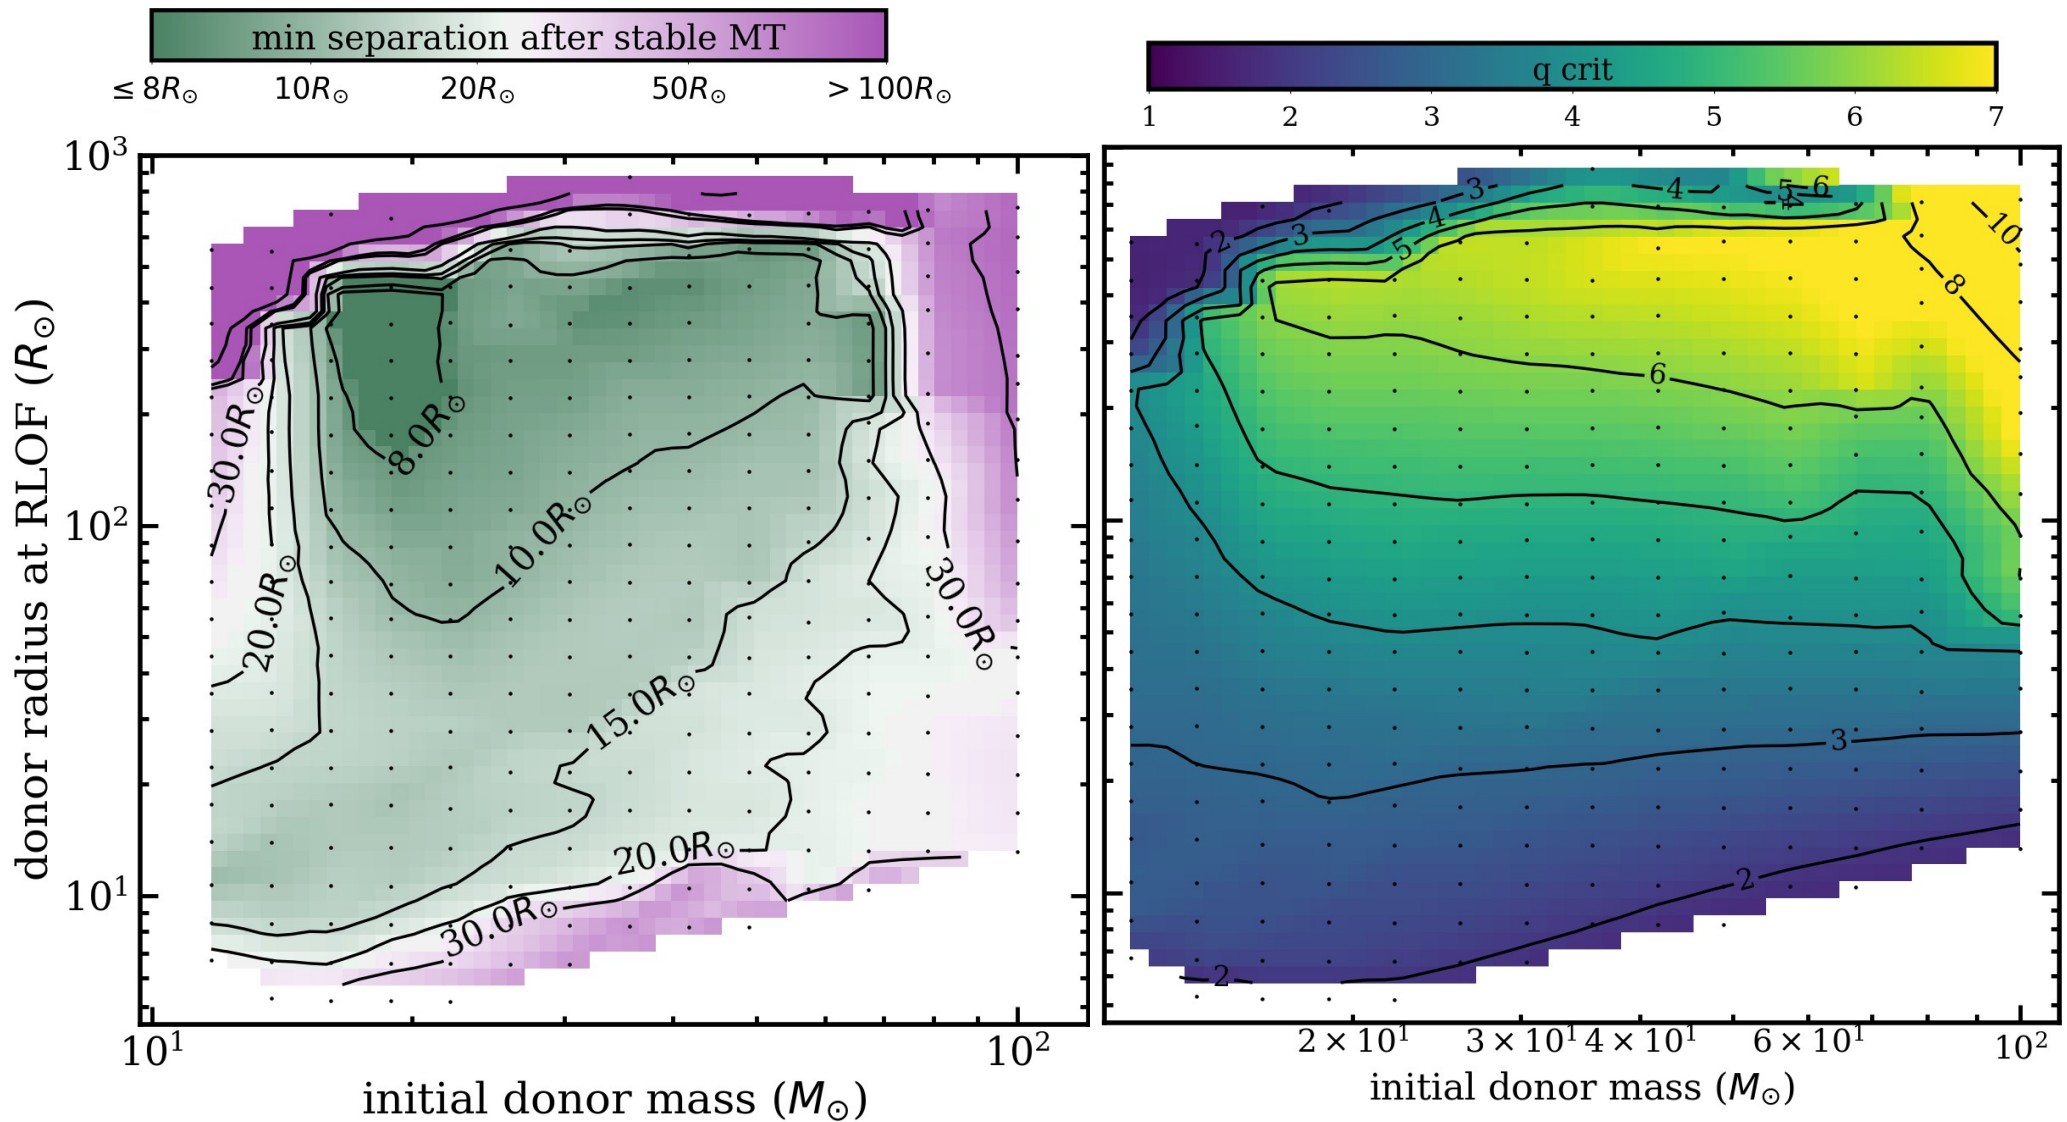 min separation after stable MT
≤ 8R⊙ 10R⊙ 20R⊙ 50R⊙ > 100R⊙
q crit
1 2 3 4 5 6 7
donor radius at RLOF (R⊙)
10³
10²
10¹
30.0R⊙
20.0R⊙
8.0R⊙
10.0R⊙
15.0R⊙
30.0R⊙
20.0R⊙
30.0R⊙
10¹ 10²
initial donor mass (M⊙)
3 4 5 6
4
2 3 4 5
10
8
6
3
2
2
2 × 10¹ 3 × 10¹ 4 × 10¹ 6 × 10¹ 10²
initial donor mass (M⊙)